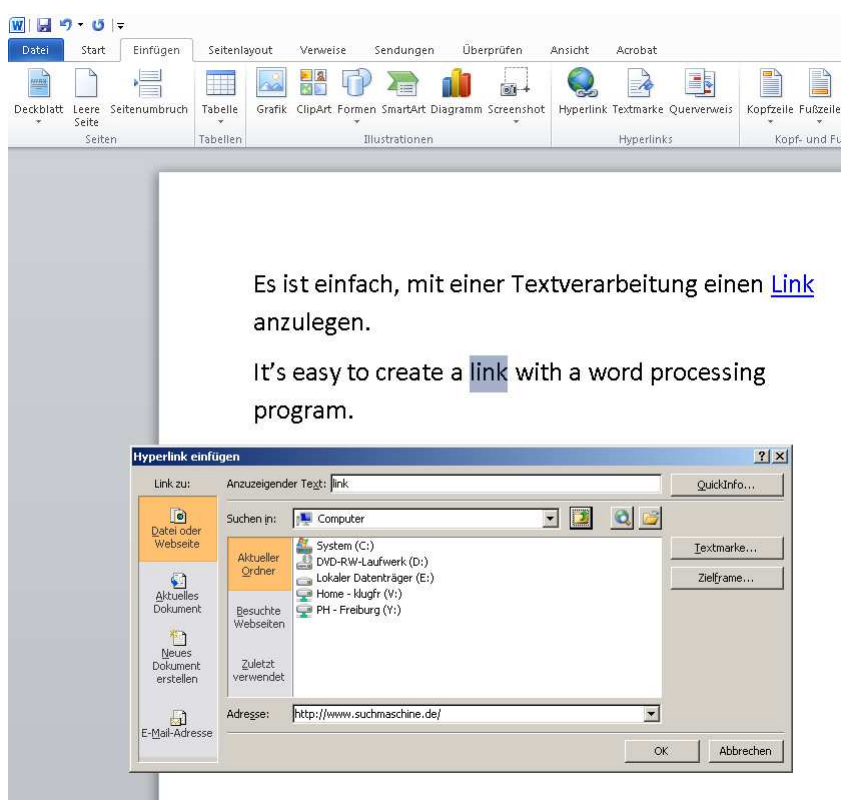 Datei Start Einfügen Seitenlayout Verweise Sendungen Überprüfen Ansicht Acrobat
Deckblatt Leere Seite Seitenumbruch Tabelle Grafik ClipArt Formen SmartArt Diagramm Screenshot Hyperlink Textmarke Querverweis Kopfzeile Fußzeile
Seiten Tabellen Illustrationen Hyperlinks Kopf- und Fu
Es ist einfach, mit einer Textverarbeitung einen Link
anzulegen.
It's easy to create a link with a word processing
program.
Hyperlink einfügen
Link zu: Anzuzeigender Text: link QuickInfo...
Suchen in: Computer
Datei oder
Webseite
Aktuelles
Dokument
Neues
Dokument
erstellen
E-Mail-Adresse
Aktueller
Ordner
Besuchte
Webseiten
Zuletzt
verwendet
System (C:)
DVD-RW-Laufwerk (D:)
Lokaler Datenträger (E:)
Home - klugfr (V:)
PH - Freiburg (Y:)
Textmarke...
Zielframe...
Adresse: http://www.suchmaschine.de/
OK Abbrechen